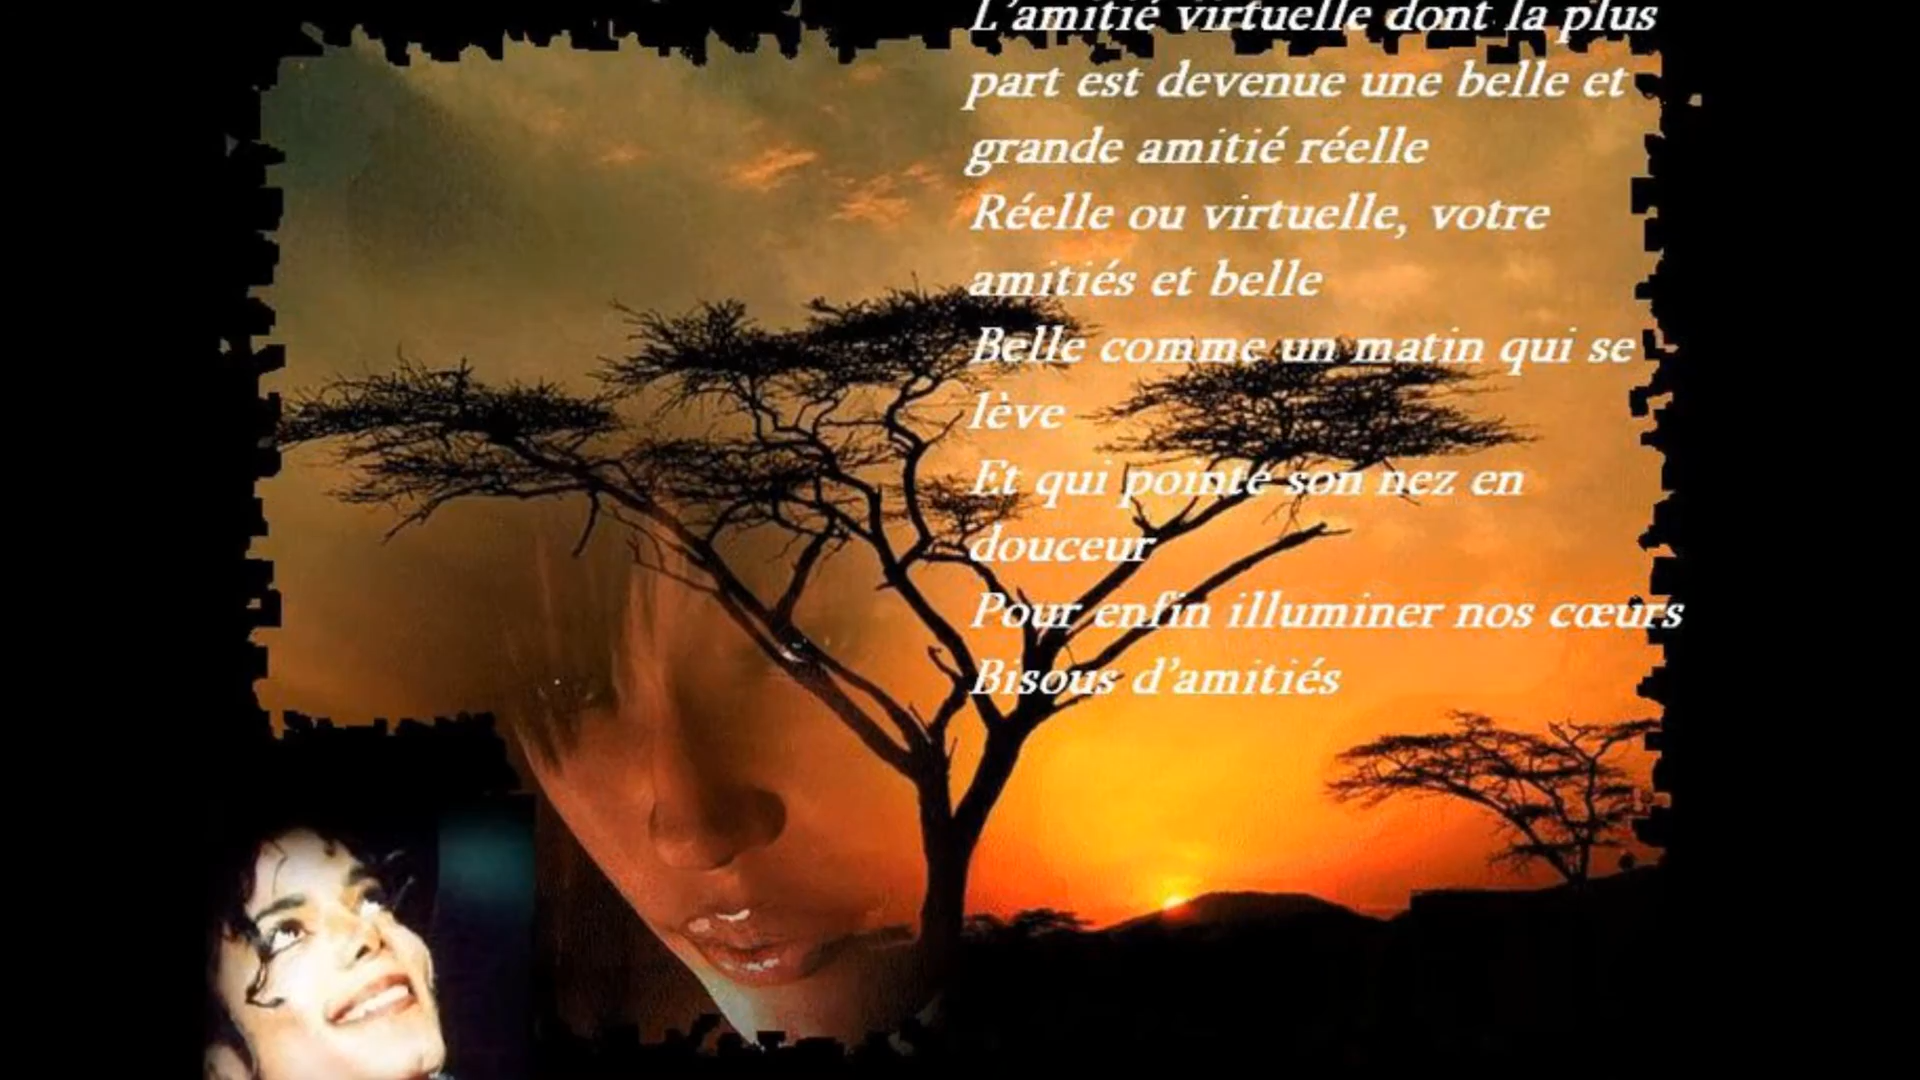 L'amitié virtuelle dont la plus
part est devenue une belle et
grande amitié réelle
Réelle ou virtuelle, votre
amitiés et belle
Belle comme un matin qui se
lève
Et qui pointe son nez en
douceur
Pour enfin illuminer nos cœurs
Bisous d'amitiés